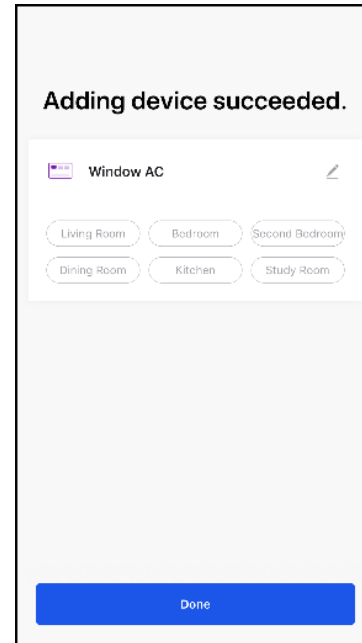 Adding device succeeded.
Window AC
Living Room Bedroom Second Bedroom
Dining Room Kitchen Study Room
Done